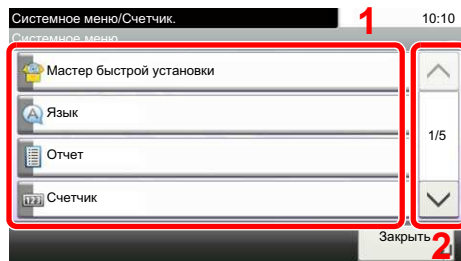 Системное меню/Счетчик.
1
10:10
Системное меню
Мастер быстрой установки
Язык
1/5
Отчет
Счетчик
Закрыть
2